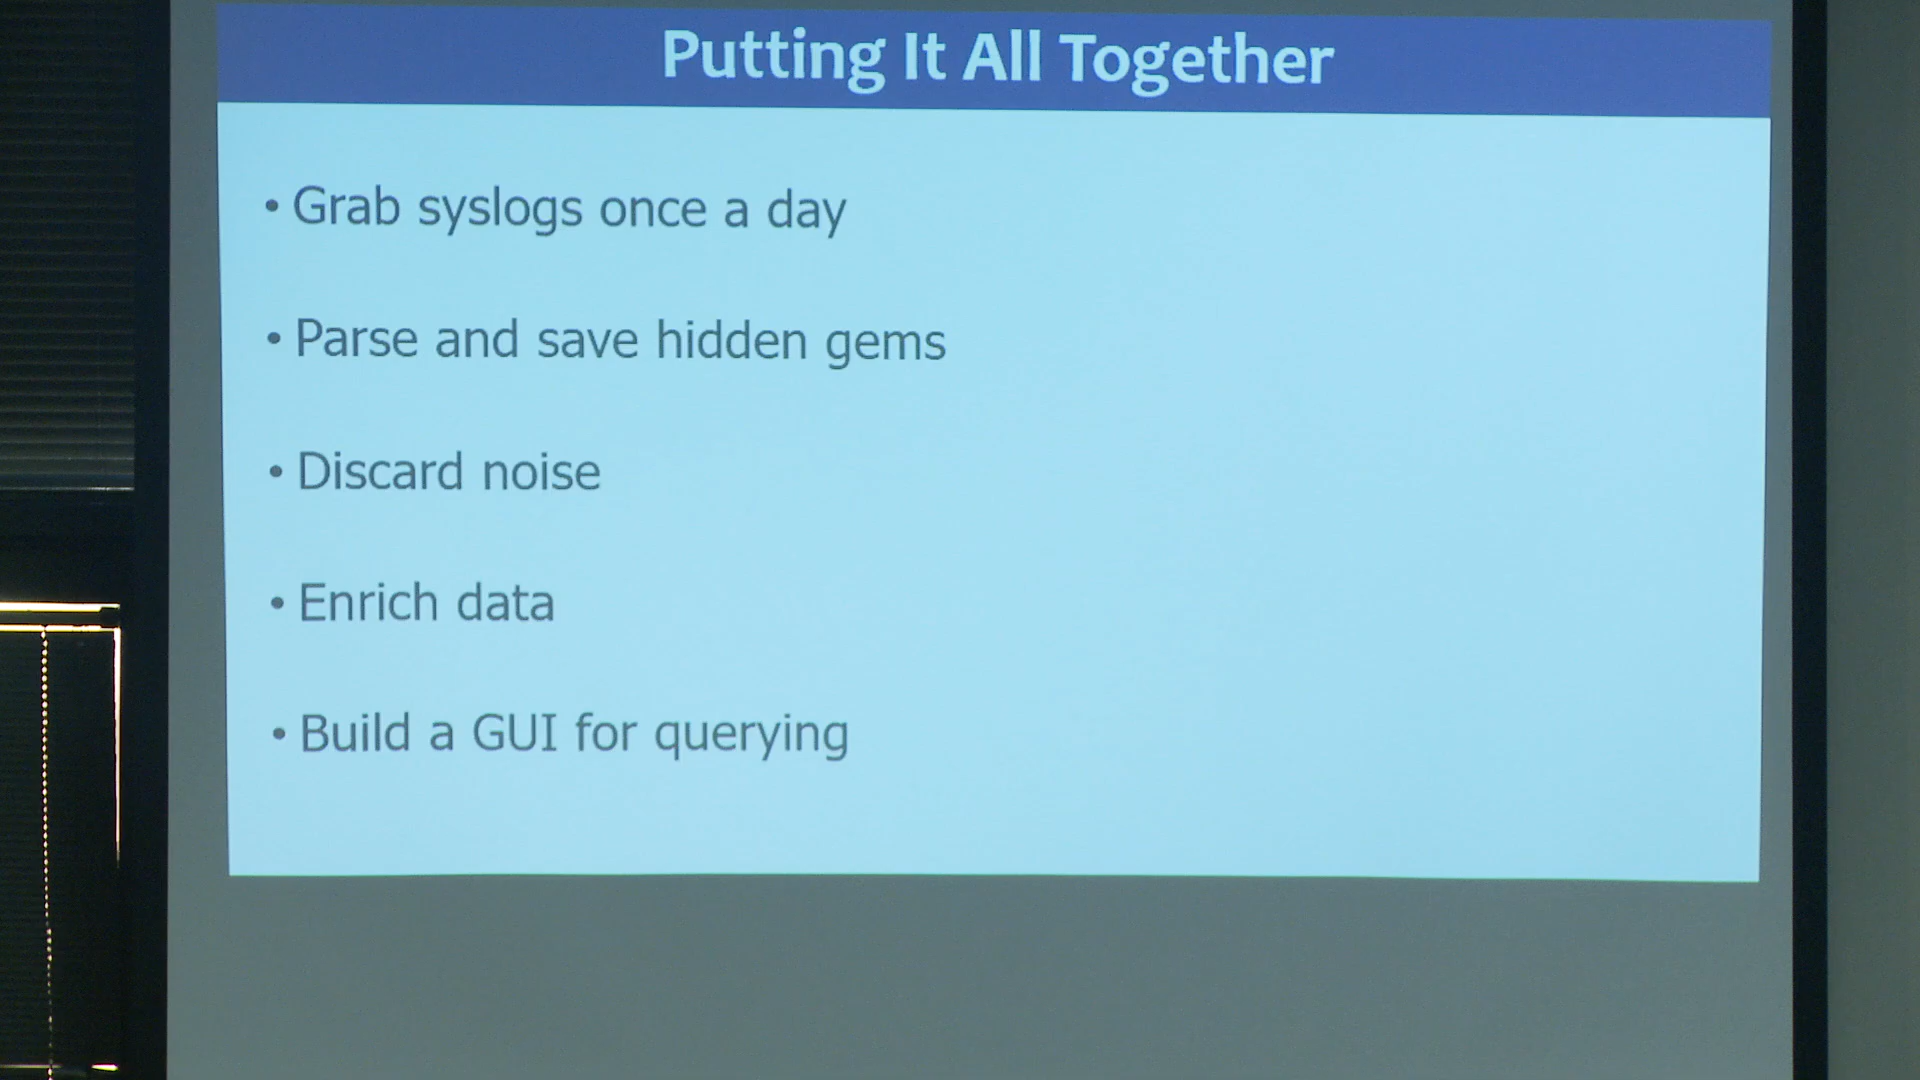 Putting It All Together
• Grab syslogs once a day
• Parse and save hidden gems
• Discard noise
• Enrich data
• Build a GUI for querying